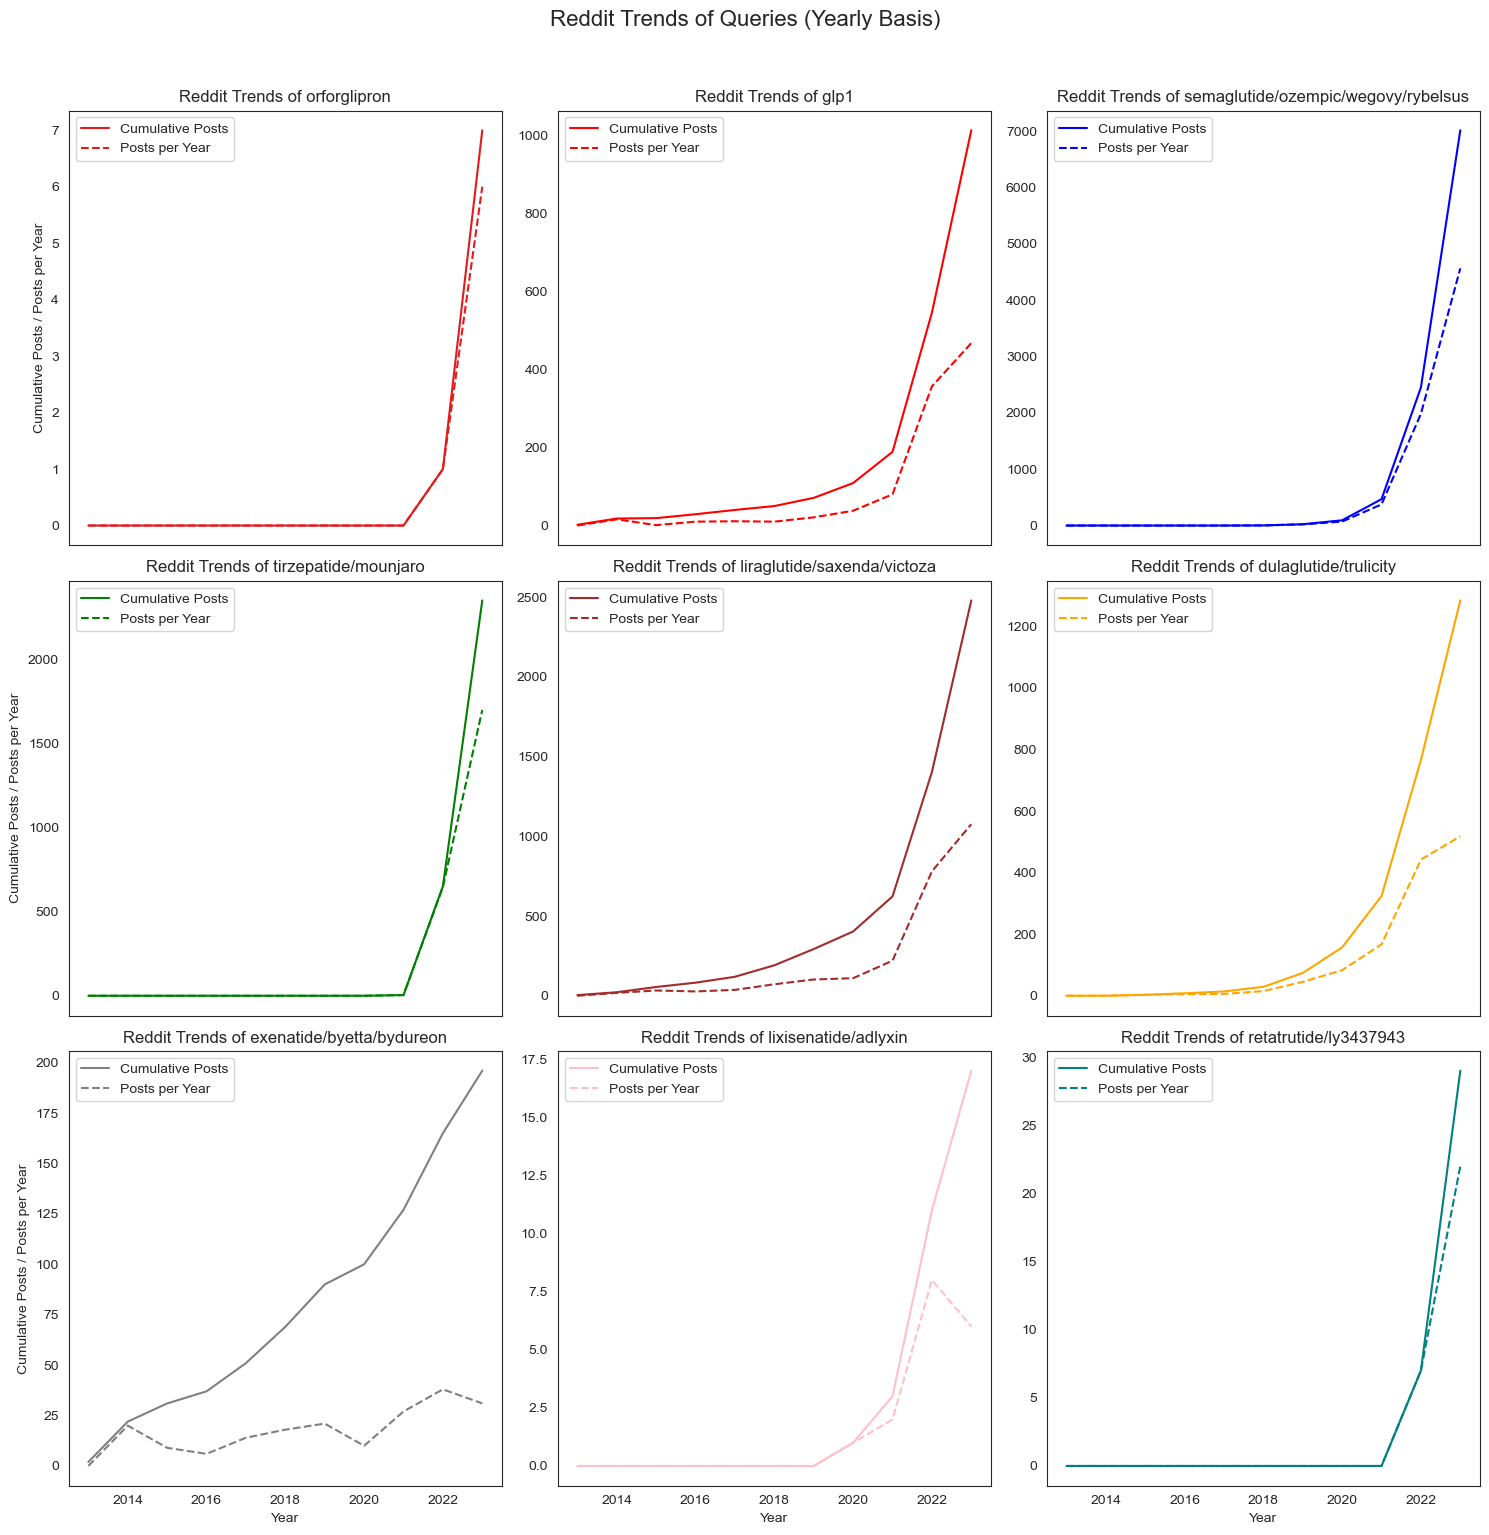 Reddit Trends of Queries (Yearly Basis)
Reddit Trends of orforglipron
Cumulative Posts
Posts per Year
7
6
5
4
3
2
1
0
Cumulative Posts / Posts per Year
Reddit Trends of glp1
Cumulative Posts
Posts per Year
1000
800
600
400
200
0
Reddit Trends of semaglutide/ozempic/wegovy/rybelsus
Cumulative Posts
Posts per Year
7000
6000
5000
4000
3000
2000
1000
0
Reddit Trends of tirzepatide/mounjaro
Cumulative Posts
Posts per Year
2000
1500
1000
500
0
Cumulative Posts / Posts per Year
Reddit Trends of liraglutide/saxenda/victoza
Cumulative Posts
Posts per Year
2500
2000
1500
1000
500
0
Reddit Trends of dulaglutide/trulicity
Cumulative Posts
Posts per Year
1200
1000
800
600
400
200
0
Reddit Trends of exenatide/byetta/bydureon
Cumulative Posts
Posts per Year
200
175
150
125
100
75
50
25
0
Cumulative Posts / Posts per Year
2014 2016 2018 2020 2022
Year
Reddit Trends of lixisenatide/adlyxin
Cumulative Posts
Posts per Year
17.5
15.0
12.5
10.0
7.5
5.0
2.5
0.0
2014 2016 2018 2020 2022
Year
Reddit Trends of retatrutide/ly3437943
Cumulative Posts
Posts per Year
30
25
20
15
10
5
0
2014 2016 2018 2020 2022
Year